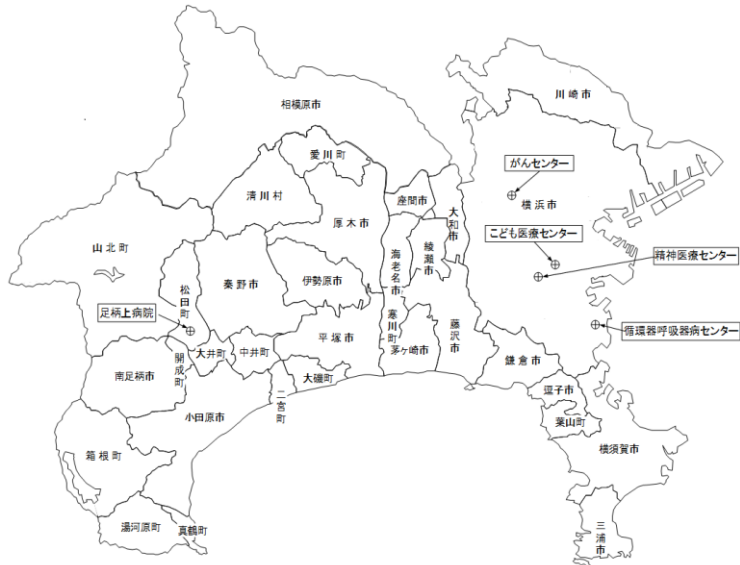 川崎市
相模原市
愛川町
がんセンター
清川村
座間市
横浜市
大和市
厚木市
こども医療センター
山北町
海老名市
綾瀬市
精神医療センター
秦野市
伊勢原市
松田町
足柄上病院
寒川町
循環器呼吸器病センター
藤沢市
平塚市
大井町
中井町
茅ヶ崎市
開成町
鎌倉市
南足柄市
大磯町
逗子市
二宮町
小田原市
葉山町
横須賀市
箱根町
湯河原町
真鶴町
三浦市